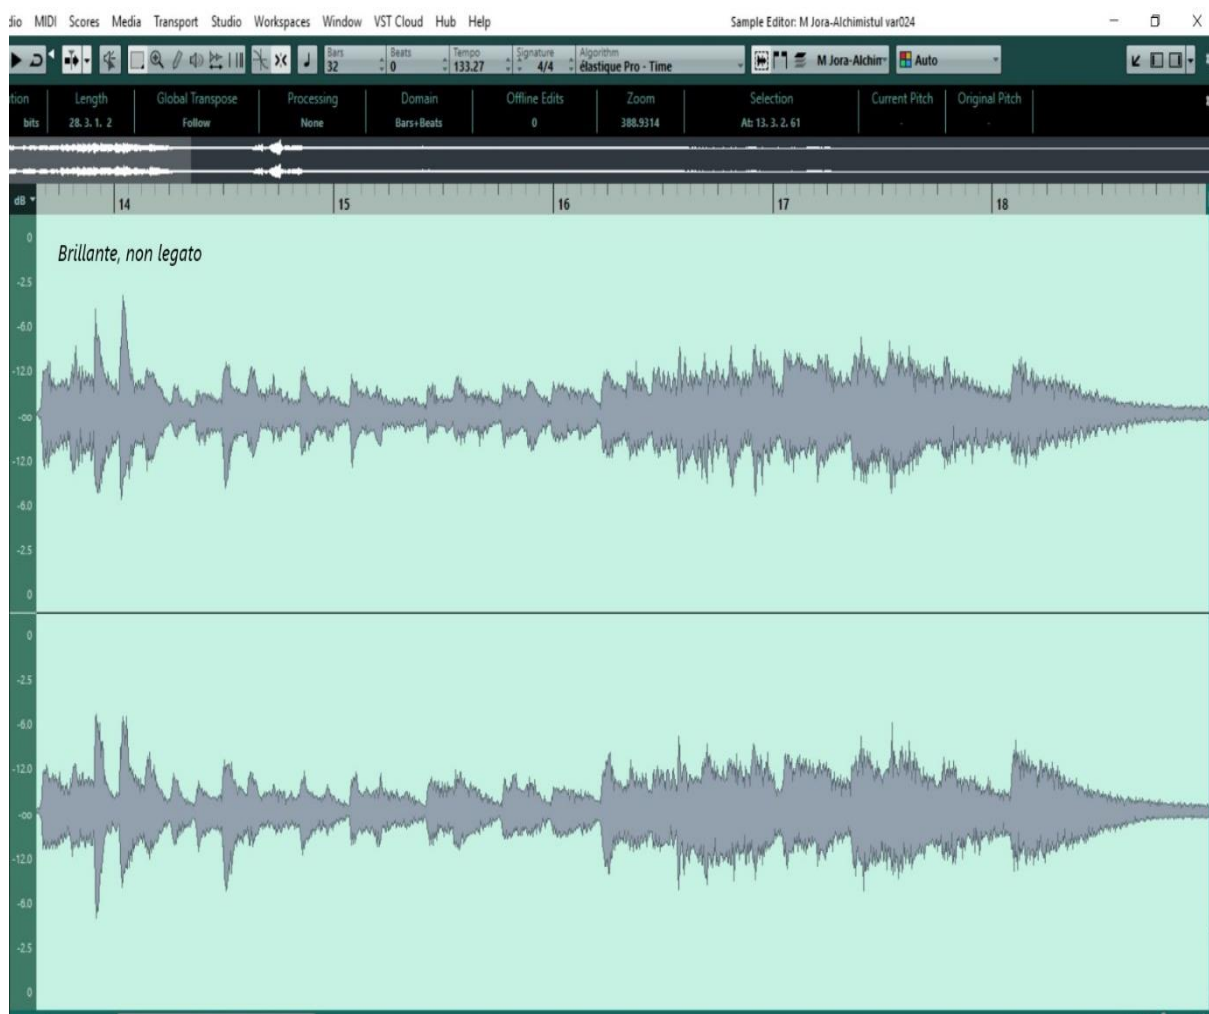 dio MIDI Scores Media Transport Studio Workspaces Window VST Cloud Hub Help Sample Editor: M Jora-Alchimistul var024
Bars Beats Tempo Signature Algorithm
32 0 133.27 4/4 élastique Pro - Time M Jora-Alchim Auto
tion Length Global Transpose Processing Domain Offline Edits Zoom Selection Current Pitch Original Pitch
bits 28. 3. 1. 2 Follow None Bars+Beats 0 388.9314 At: 13. 3. 2. 61 - -
dB 14 15 16 17 18
0
Brillante, non legato
-2.5
-6.0
-12.0
-oo
-12.0
-6.0
-2.5
0
0
-2.5
-6.0
-12.0
-oo
-12.0
-6.0
-2.5
0